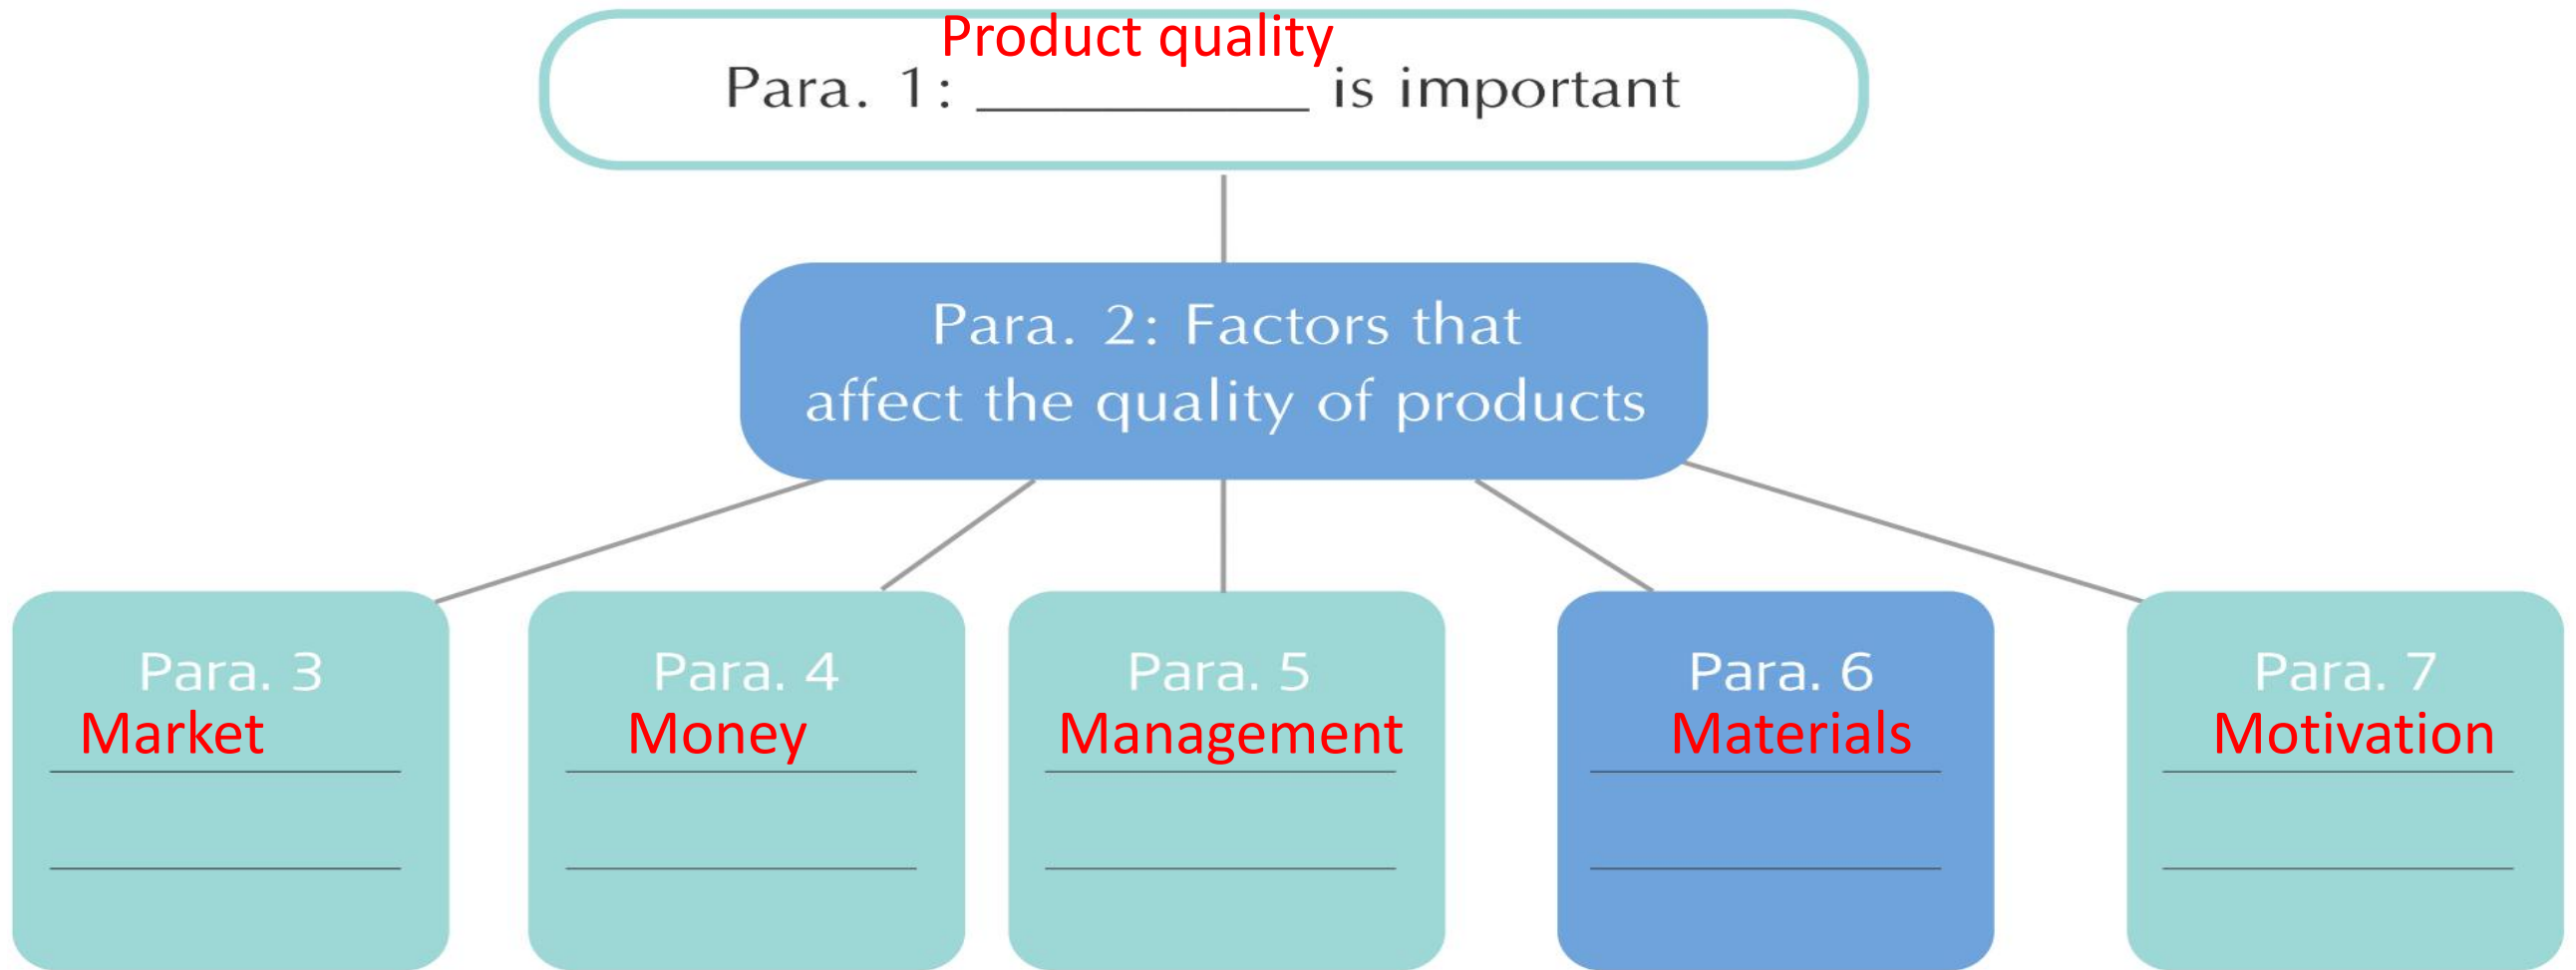 Product quality
Para. 1: __________ is important
Para. 2: Factors that
affect the quality of products
Para. 3
Market
Para. 4
Money
Para. 5
Management
Para. 6
Materials
Para. 7
Motivation